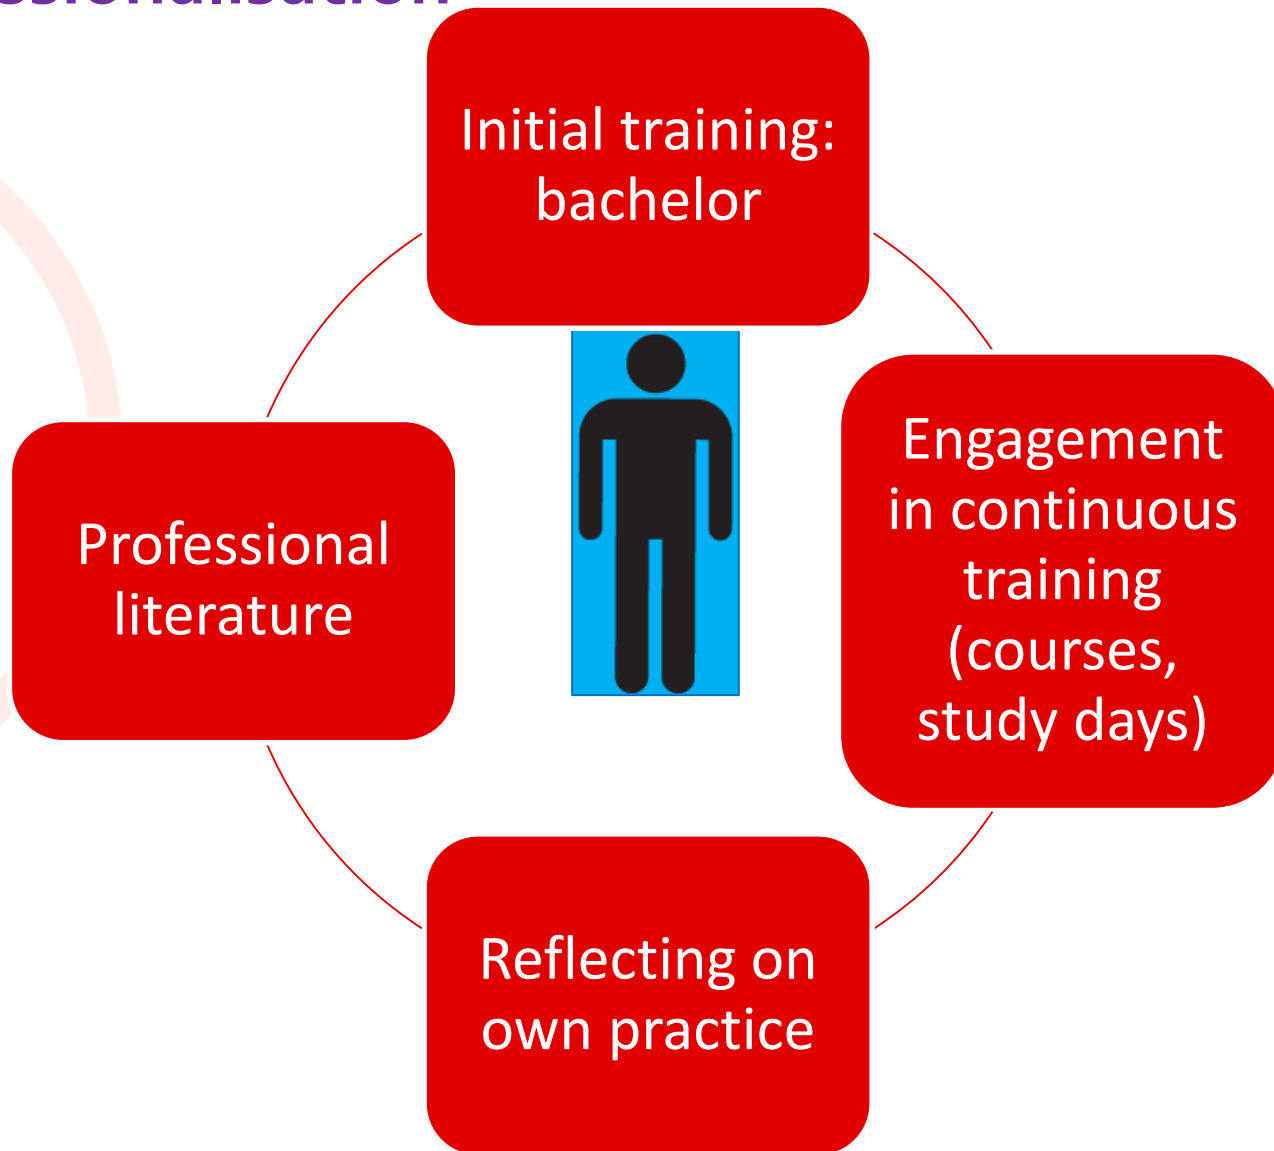 Initial training:
bachelor
Engagement
in continuous
training
(courses,
study days)
Professional
literature
Reflecting on
own practice